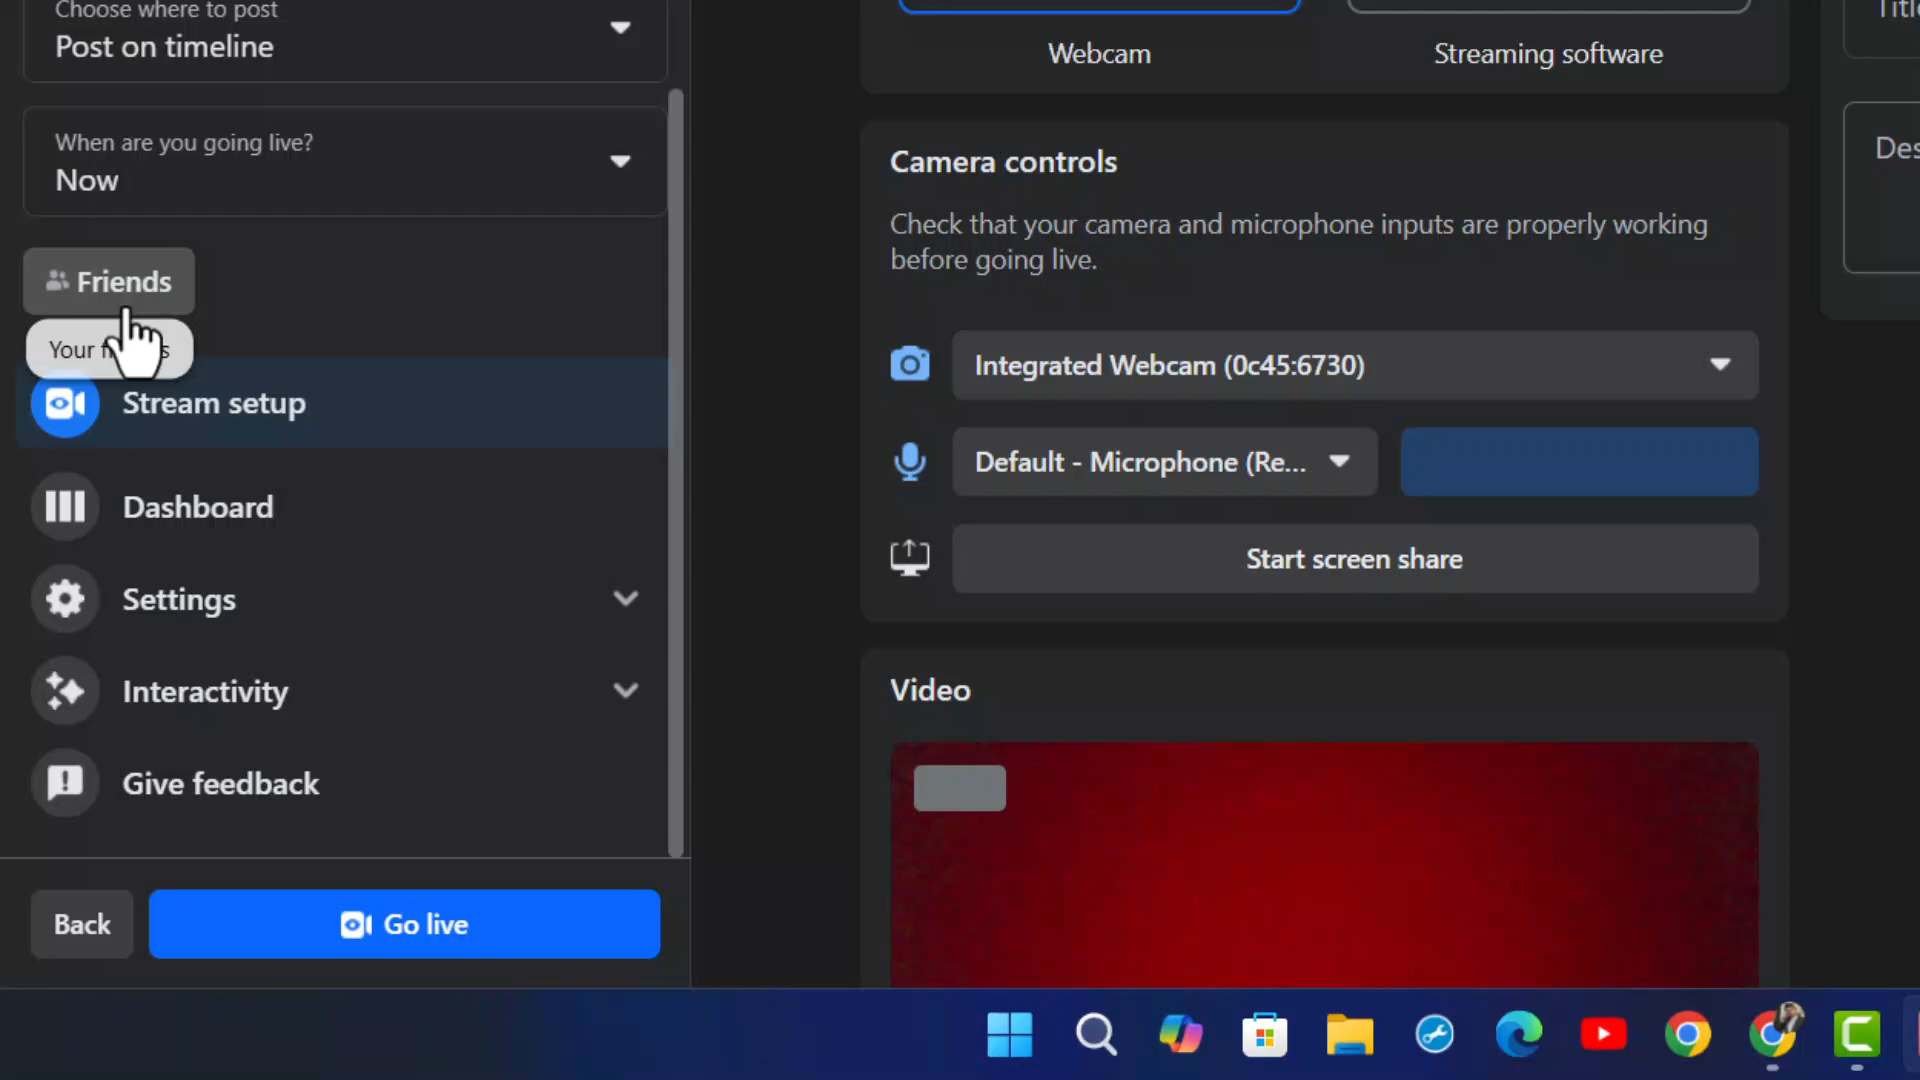 Choose where to post
Post on timeline
When are you going live?
Now
Friends
Your
Stream setup
Dashboard
Settings
Interactivity
Give feedback
Back
Go live
Webcam
Streaming software
Camera controls
Check that your camera and microphone inputs are properly working
before going live.
Integrated Webcam (0c45:6730)
Default - Microphone (Re...
Start screen share
Video